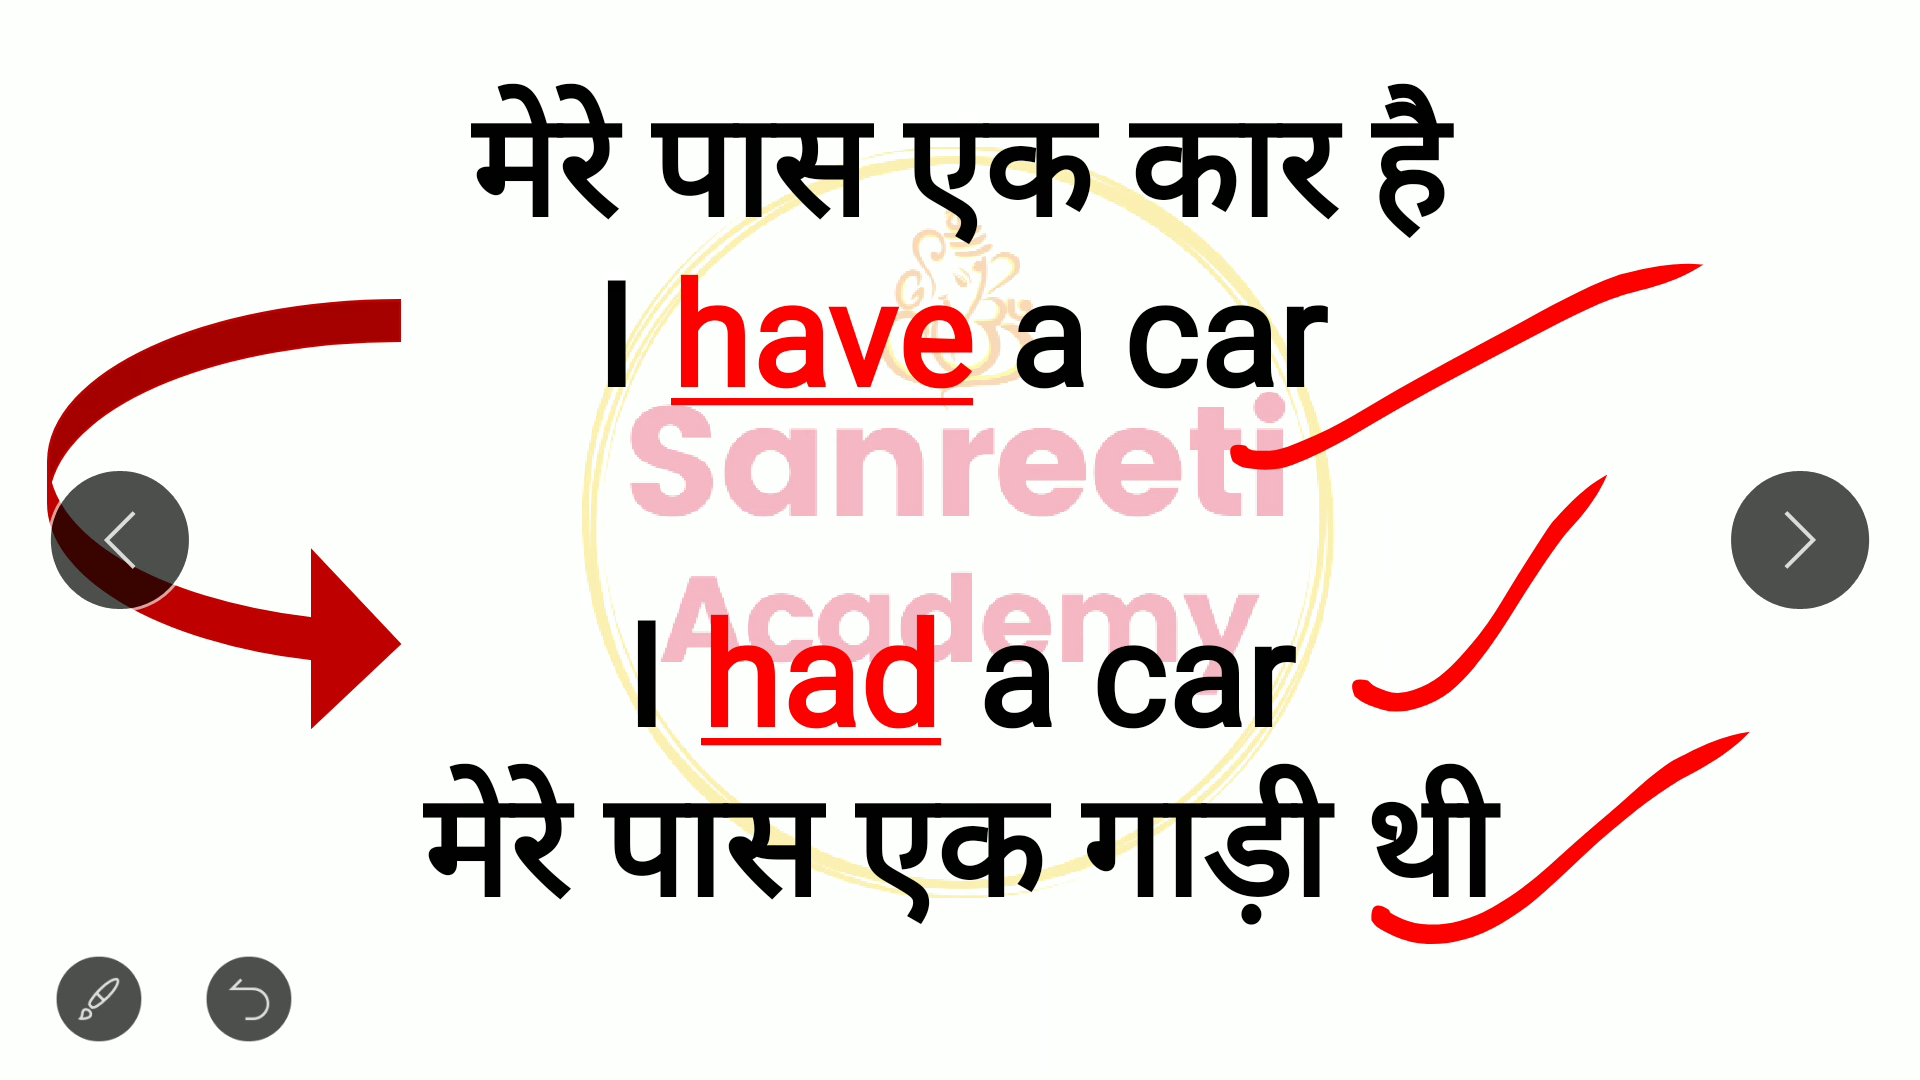 मेरे पास एक कार है
I have a car
Sanreeti
Academy
I had a car
मेरे पास एक गाड़ी थी